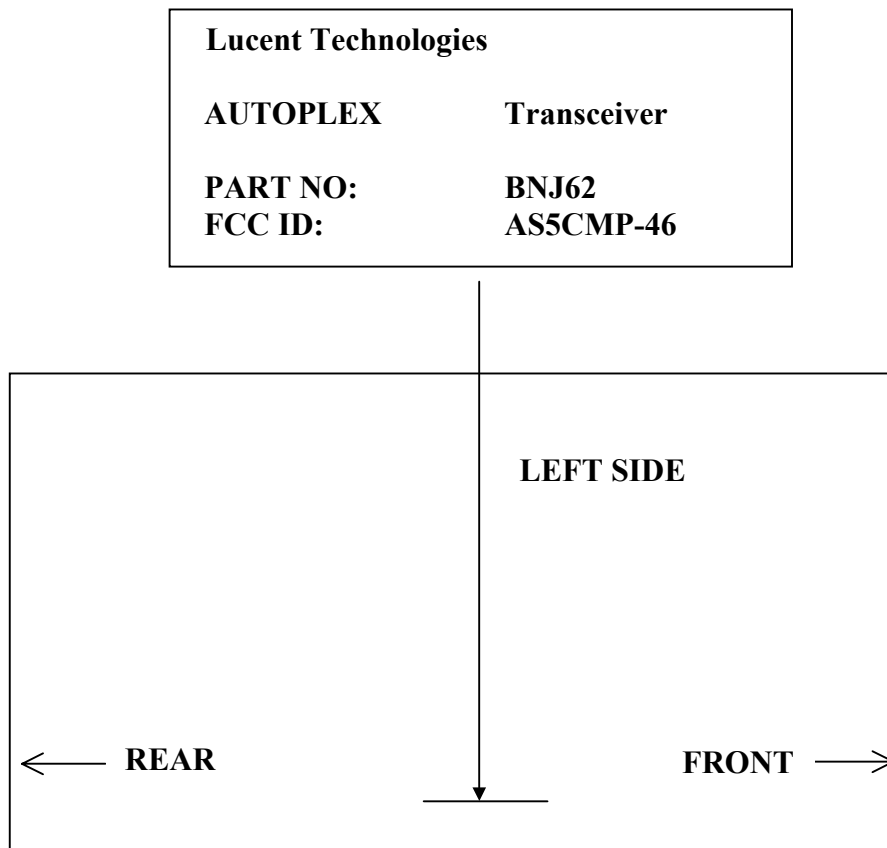 Lucent Technologies
AUTOPLEX Transceiver
PART NO: BNJ62
FCC ID: AS5CMP-46
LEFT SIDE
REAR FRONT